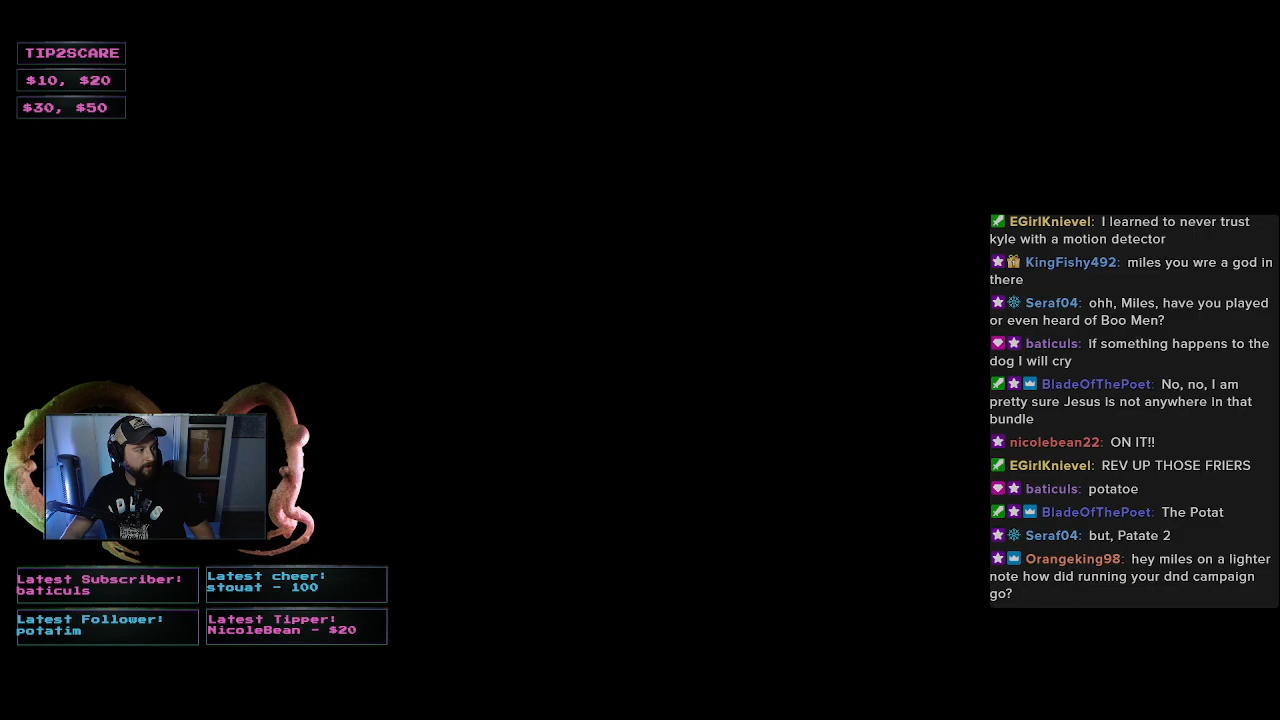 TIP2SCARE
$10, $20
$30, $50
EGirlKnievel: I learned to never trust
kyle with a motion detector
KingFishy492: miles you wre a god in
there
Seraf04: ohh, Miles, have you played
or even heard of Boo Men?
baticuls: If something happens to the
dog I will cry
BladeOfThePoet: No, no, I am
pretty sure Jesus is not anywhere in that
bundle
nicolebean22: ON IT!!
EGirlKnievel: REV UP THOSE FRIERS
baticuls: potatoe
BladeOfThePoet: The Potat
Seraf04: but, Patate 2
Orangeking98: hey miles on a lighter
note how did running your dnd campaign
go?
Latest Subscriber:
baticuls
Latest cheer:
stouat - 100
Latest Follower:
potatim
Latest Tipper:
NicoleBean - $20